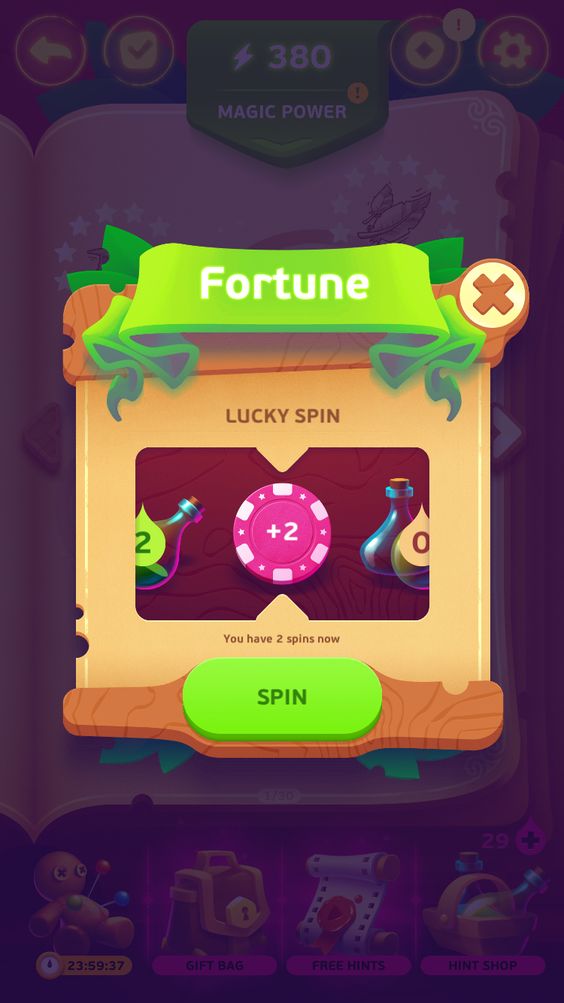 380
MAGIC POWER
Fortune
LUCKY SPIN
2
+2
0
You have 2 spins now
SPIN
1/30
29
23:59:37
GIFT BAG
FREE HINTS
HINT SHOP